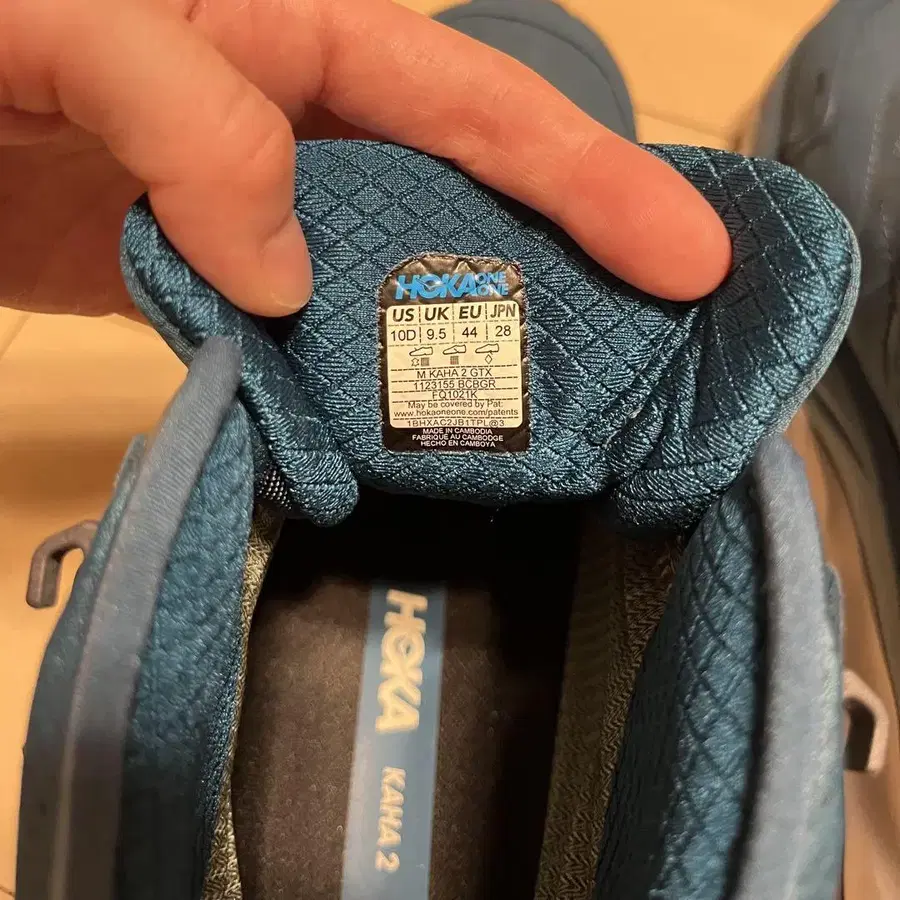 HOKA ONE ONE
US UK EU JPN
10D 9.5 44 28
M KAHA 2 GTX
1123155 BCBGR
FQ1021K
May be covered by Pat:
www.hokaoneone.com/patents
1BHXAC2JB1TPL@3
MADE IN CAMBODIA
FABRIQUÉ AU CAMBODGE
HECHO EN CAMBOYA
HOKA KAHA 2